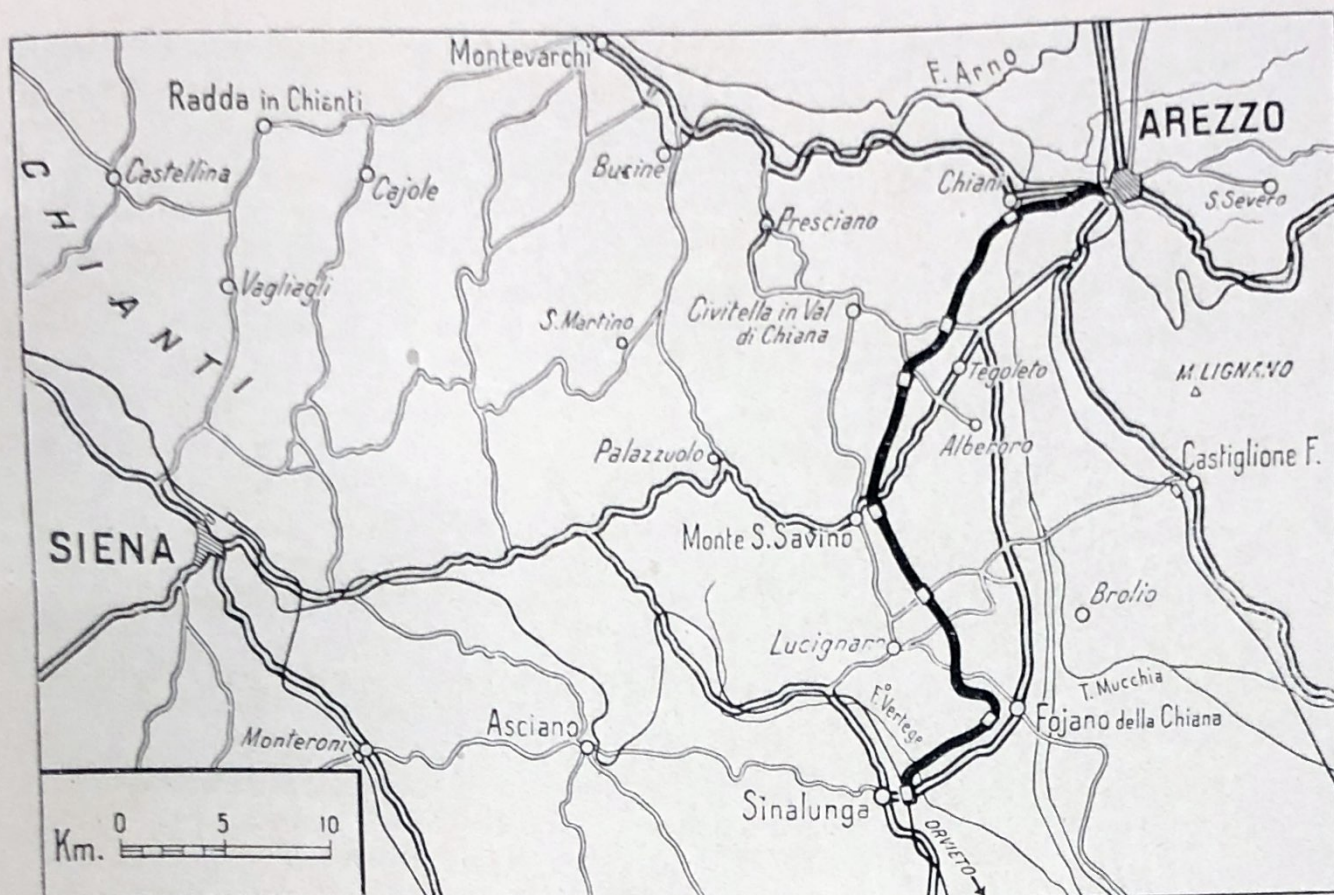 Montevarchi
F. Arno
Radda in Chianti
AREZZO
Castellina
Cajole
Bucine
Chiani
S. Severo
CHIANTI
Presciano
Vagliagli
S. Martino
Civitella in Val
di Chiana
Tegoleto
M. LIGNANO
Alberoro
Palazzuolo
Castiglione F.
SIENA
Monte S. Savino
Brolio
Lucignano
T. Mucchia
Fojano della Chiana
Asciano
Monteroni
Sinalunga
ORVIETO
Km.
0 5 10